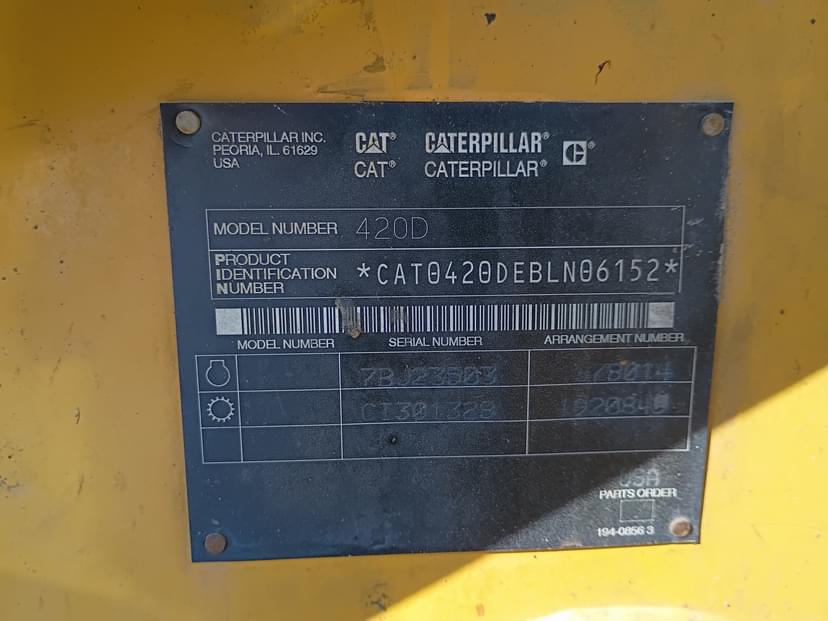 CATERPILLAR INC.
PEORIA, IL. 61629
USA
CAT® CATERPILLAR® C®
CAT® CATERPILLAR®
MODEL NUMBER 420D
PRODUCT
IDENTIFICATION
NUMBER
*CAT0420DEBLN06152*
MODEL NUMBER SERIAL NUMBER ARRANGEMENT NUMBER
7BJ23503
CT301328
PARTS ORDER
194-0856 3